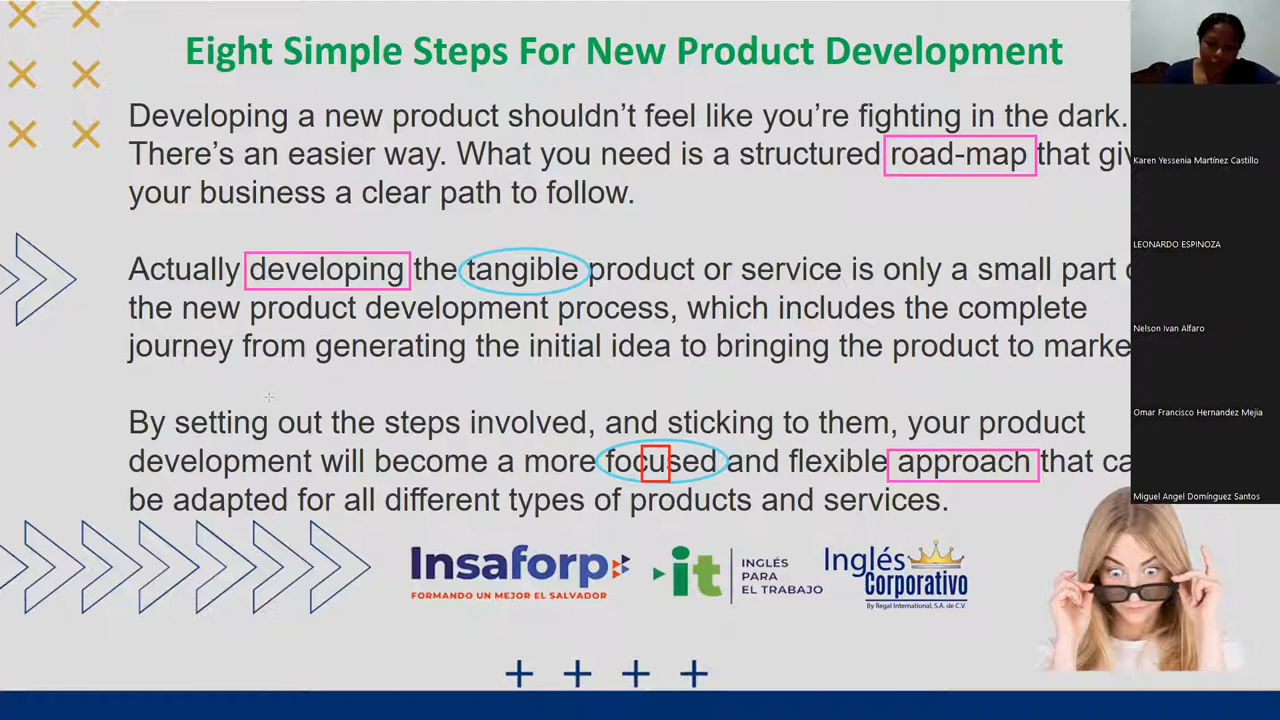 Eight Simple Steps For New Product Development
Developing a new product shouldn't feel like you're fighting in the dark.
There's an easier way. What you need is a structured road-map that giv
your business a clear path to follow.
Actually developing the tangible product or service is only a small part
the new product development process, which includes the complete
journey from generating the initial idea to bringing the product to marke
By setting out the steps involved, and sticking to them, your product
development will become a more focused and flexible approach that ca
be adapted for all different types of products and services.
Insaforp
FORMANDO UN MEJOR EL SALVADOR
it
INGLÉS
PARA
EL TRABAJO
Inglés
Corporativo
By Regal International, S.A. de C.V.
Karen Yessenia Martínez Castillo
LEONARDO ESPINOZA
Nelson Ivan Alfaro
Omar Francisco Hernandez Mejia
Miguel Angel Domínguez Santos